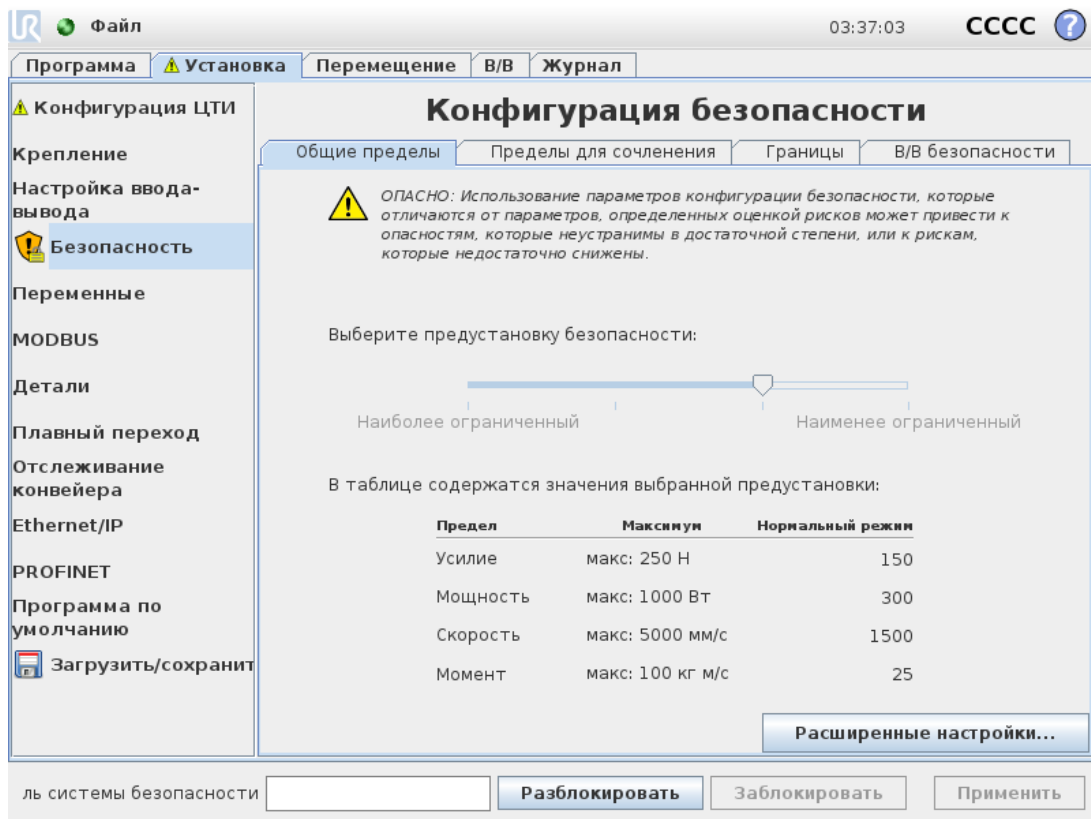 UR Файл 03:37:03 CCCC ?
Программа Установка Перемещение В/В Журнал
Конфигурация ЦТИ
Крепление
Настройка ввода-
вывода
Безопасность
Переменные
MODBUS
Детали
Плавный переход
Отслеживание
конвейера
Ethernet/IP
PROFINET
Программа по
умолчанию
Загрузить/сохранит
Конфигурация безопасности
Общие пределы Пределы для сочленения Границы В/В безопасности
ОПАСНО: Использование параметров конфигурации безопасности, которые
отличаются от параметров, определенных оценкой рисков может привести к
опасностям, которые неустранимы в достаточной степени, или к рискам,
которые недостаточно снижены.
Выберите предустановку безопасности:
Наиболее ограниченный Наименее ограниченный
В таблице содержатся значения выбранной предустановки:
Предел Максимум Нормальный режим
Усилие макс: 250 Н 150
Мощность макс: 1000 Вт 300
Скорость макс: 5000 мм/с 1500
Момент макс: 100 кг м/с 25
Расширенные настройки...
ль системы безопасности Разблокировать Заблокировать Применить